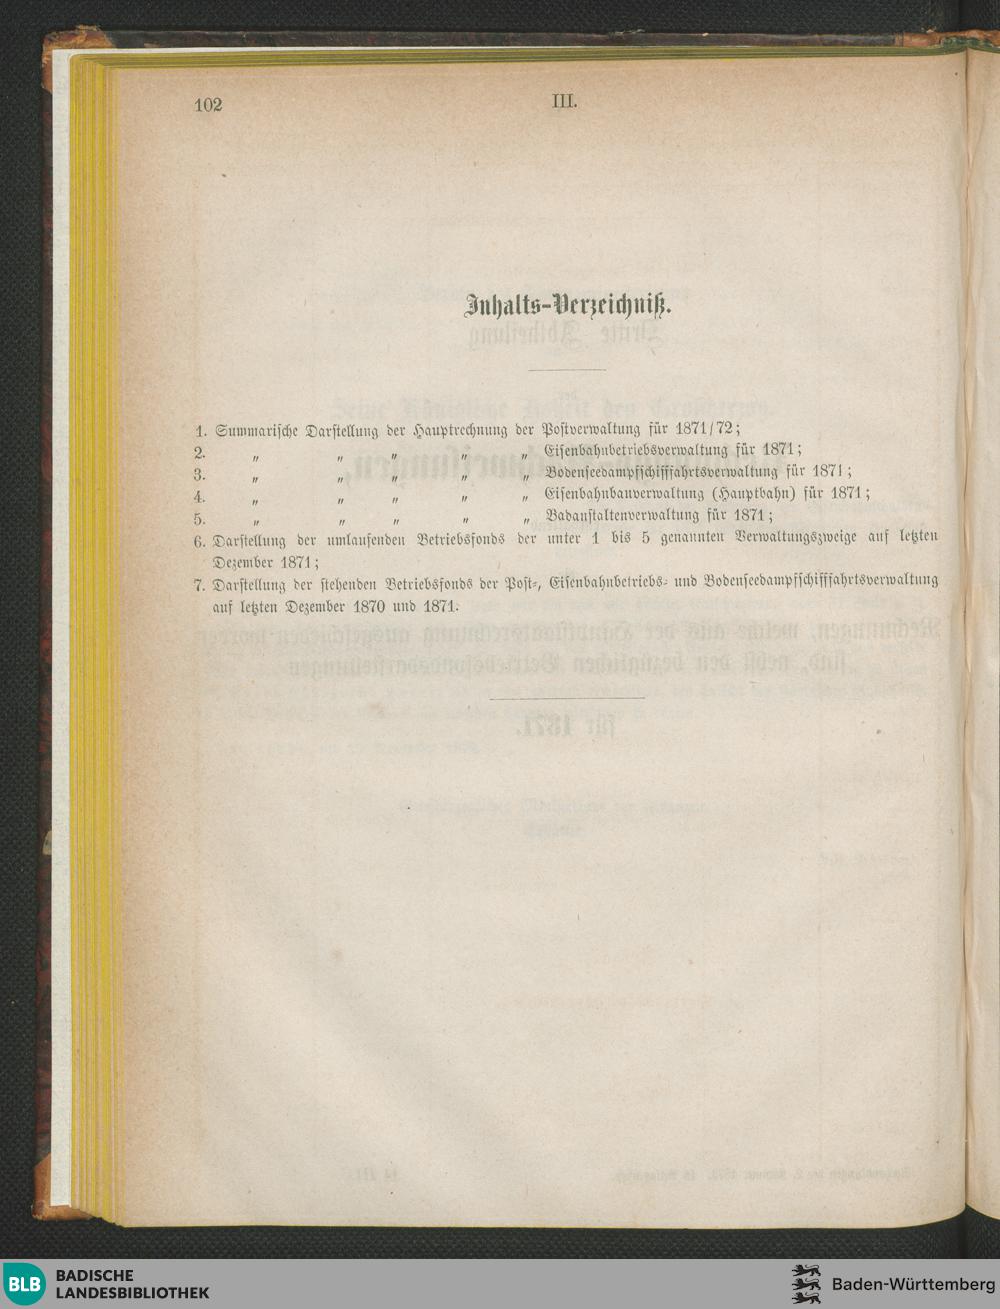 102
III.
Inhalts-Verzeichniß.
1. Summarische Darstellung der Hauptrechnung der Postverwaltung für 1871/72;
2. „ „ „ „ „ Eisenbahnbetriebsverwaltung für 1871;
3. „ „ „ „ „ Bodenseedampfschifffahrtsverwaltung für 1871;
4. „ „ „ „ „ Eisenbahnbauverwaltung (Hauptbahn) für 1871;
5. „ „ „ „ „ Badanstaltenverwaltung für 1871;
6. Darstellung der umlaufenden Betriebsfonds der unter 1 bis 5 genannten Verwaltungszweige auf letzten
Dezember 1871;
7. Darstellung der stehenden Betriebsfonds der Post-, Eisenbahnbetriebs- und Bodenseedampfschifffahrtsverwaltung
auf letzten Dezember 1870 und 1871.
BLB BADISCHE
LANDESBIBLIOTHEK
Baden-Württemberg